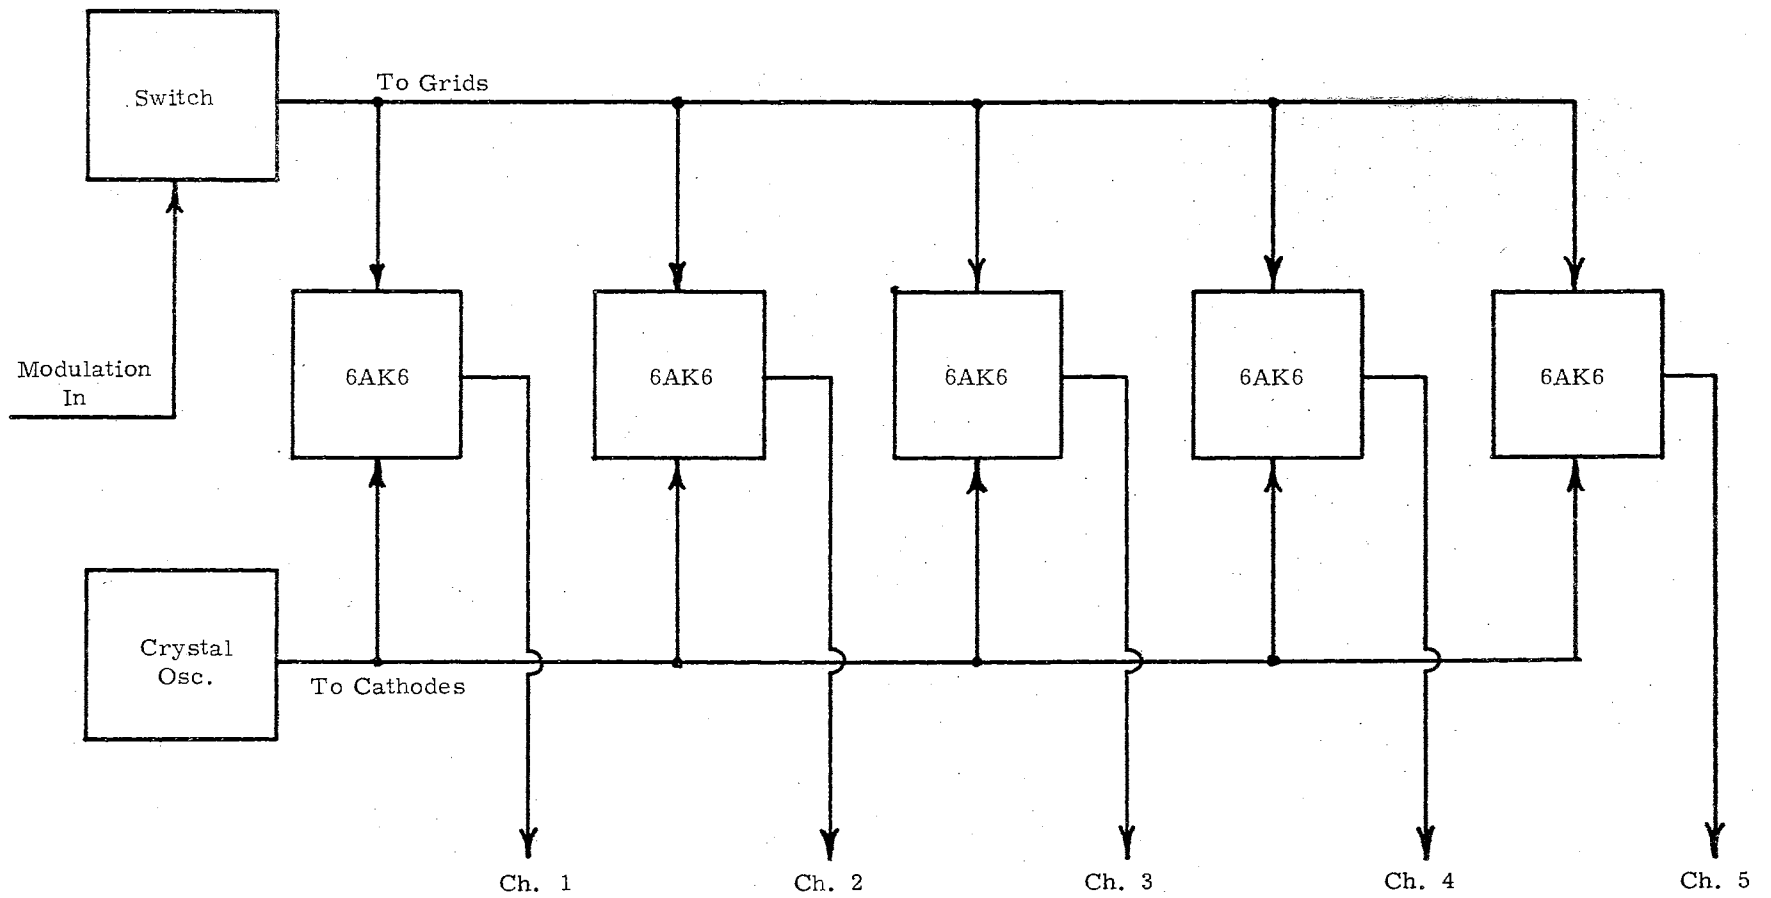 To Grids
Switch
Modulation
In
6AK6
6AK6
6AK6
6AK6
6AK6
Crystal
Osc.
To Cathodes
Ch. 1
Ch. 2
Ch. 3
Ch. 4
Ch. 5